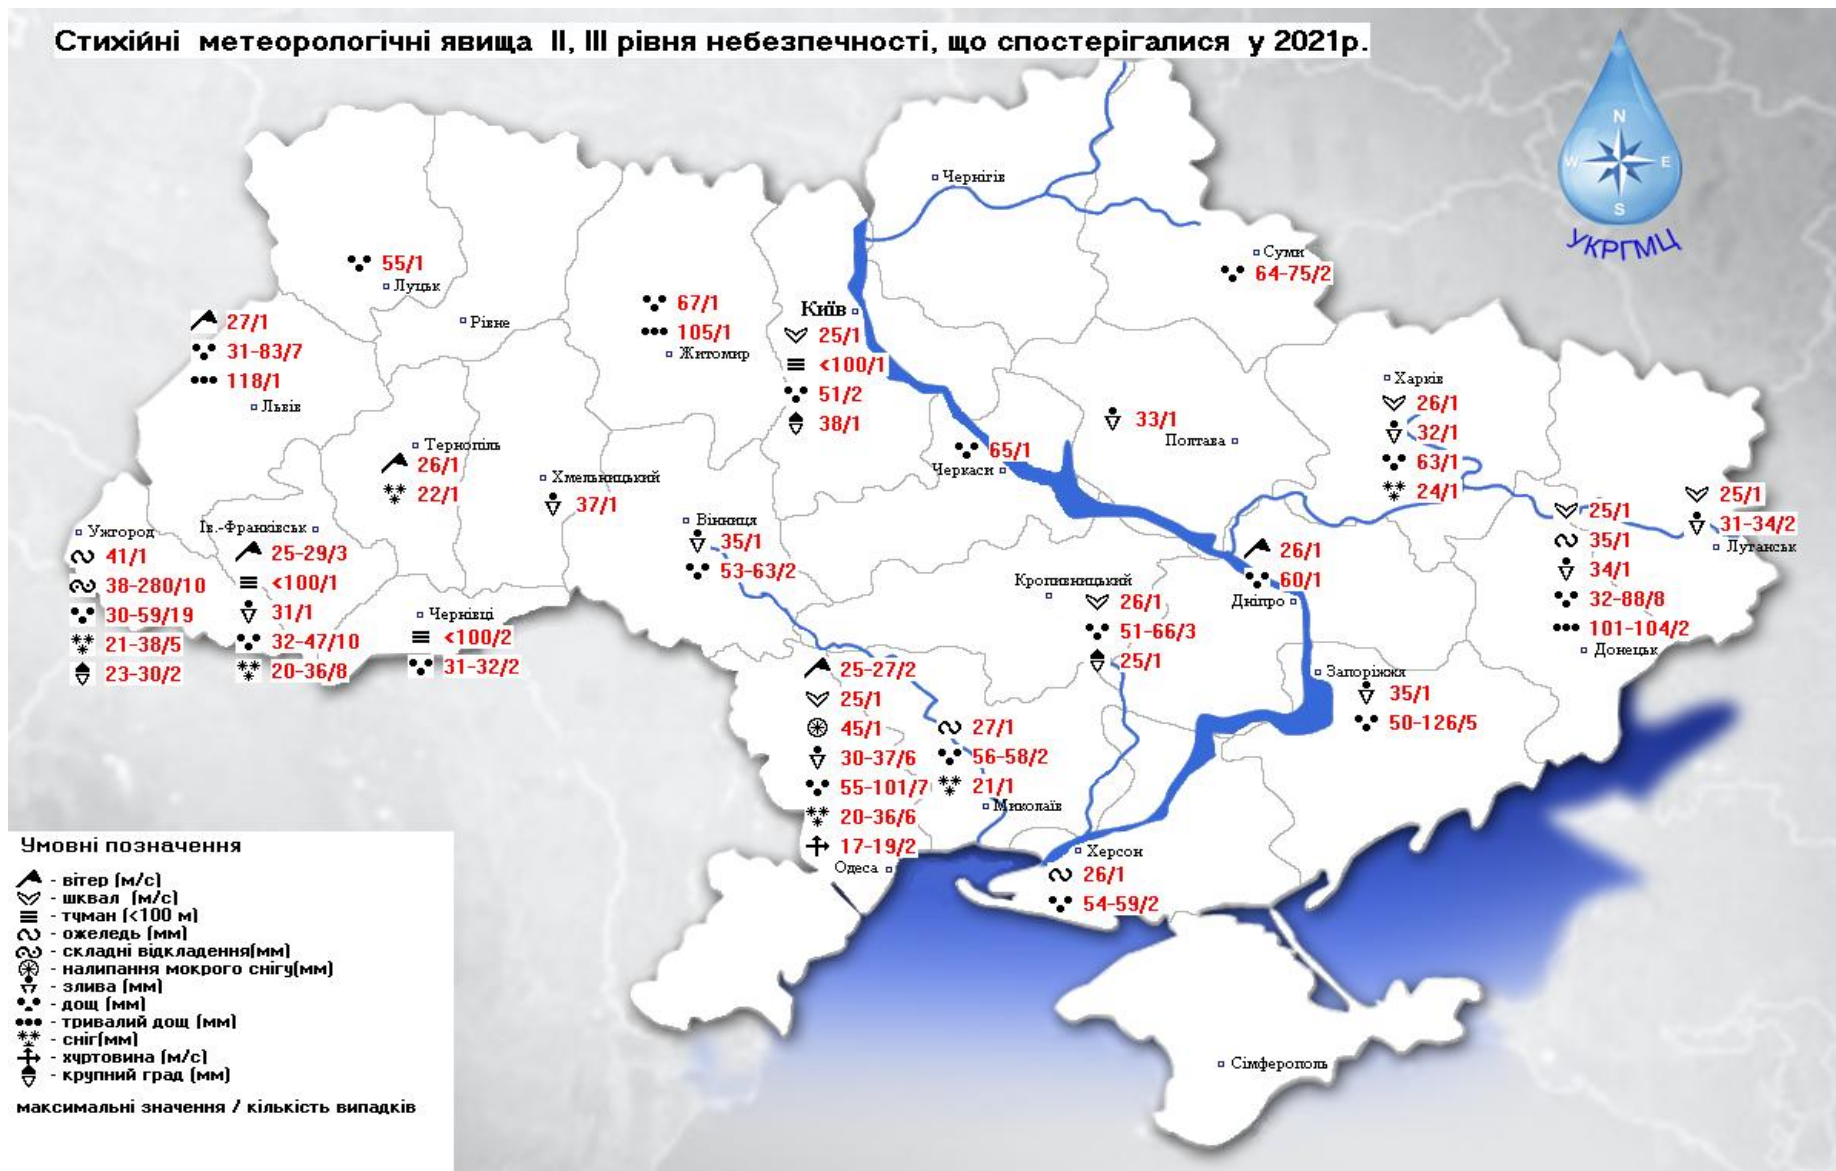 Стихійні метеорологічні явища II, III рівня небезпечності, що спостерігалися у 2021р.
N
W
E
S
УКРГМЦ
Чернігів
Суми
64-75/2
55/1
Луцьк
Рівне
67/1
105/1
Житомир
Київ
25/1
<100/1
51/2
38/1
27/1
31-83/7
118/1
Львів
Тернопіль
26/1
22/1
Хмельницький
37/1
65/1
Черкаси
33/1
Полтава
Харків
26/1
32/1
63/1
24/1
25/1
31-34/2
Луганськ
25/1
35/1
34/1
32-88/8
101-104/2
Донецьк
Ужгород
41/1
38-280/10
30-59/19
21-38/5
23-30/2
Ів.-Франківськ
25-29/3
<100/1
31/1
32-47/10
20-36/8
Чернівці
<100/2
31-32/2
Вінниця
35/1
53-63/2
Кропивницький
26/1
51-66/3
25/1
26/1
60/1
Дніпро
Запоріжжя
35/1
50-126/5
25-27/2
25/1
45/1
30-37/6
55-101/7
20-36/6
17-19/2
Одеса
27/1
56-58/2
21/1
Миколаїв
Херсон
26/1
54-59/2
Сімферополь
Умовні позначення
- вітер (м/с)
- шквал (м/с)
- туман (<100 м)
- ожеледь (мм)
- складні відкладення(мм)
- налипання мокрого снігу(мм)
- злива (мм)
- дощ (мм)
- тривалий дощ (мм)
- сніг(мм)
- хуртовина (м/с)
- крупний град (мм)
максимальні значення / кількість випадків